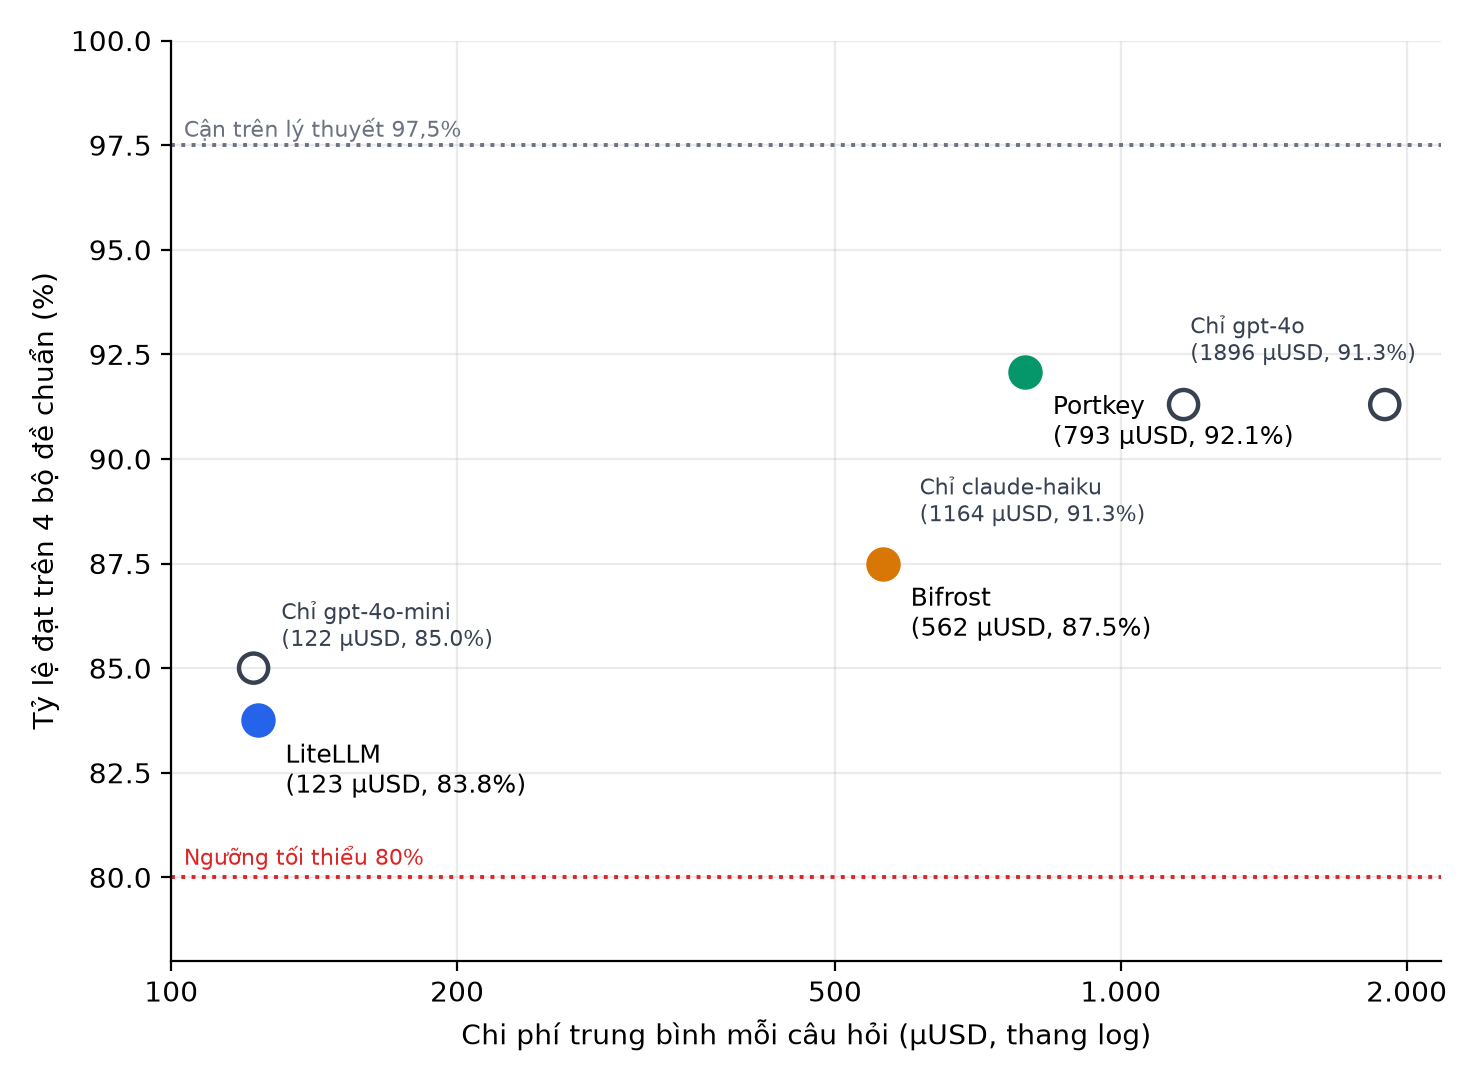 100.0
Cận trên lý thuyết 97,5%
97.5
95.0
Chỉ gpt-4o
(1896 µUSD, 91.3%)
92.5
Portkey
(793 µUSD, 92.1%)
90.0
Chỉ claude-haiku
(1164 µUSD, 91.3%)
87.5
Bifrost
(562 µUSD, 87.5%)
Chỉ gpt-4o-mini
(122 µUSD, 85.0%)
85.0
LiteLLM
(123 µUSD, 83.8%)
82.5
Ngưỡng tối thiểu 80%
80.0
Tỷ lệ đạt trên 4 bộ đề chuẩn (%)
100 200 500 1.000 2.000
Chi phí trung bình mỗi câu hỏi (µUSD, thang log)